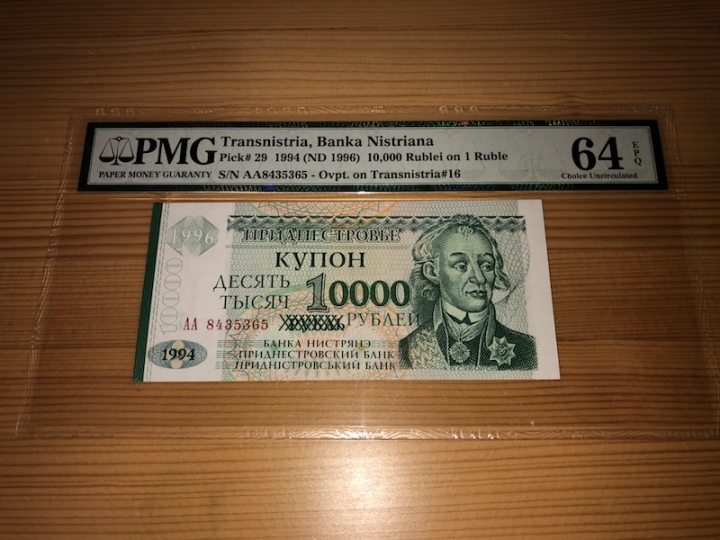 PMG
PAPER MONEY GUARANTY
Transnistria, Banka Nistriana
Pick# 29 1994 (ND 1996) 10,000 Rublei on 1 Ruble
S/N AA8435365 - Ovpt. on Transnistria#16
64 EPQ
Choice Uncirculated
1996
ПРИДНЕСТРОВЬЕ
КУПОН
10000
ДЕСЯТЬ
ТЫСЯЧ
10000
АА 8435365
РУБЛЕЙ
1994
БАНКА НИСТРЯНЭ
ПРИДНЕСТРОВСКИЙ БАНК
ПРИДНІСТРОВСЬКИЙ БАНК